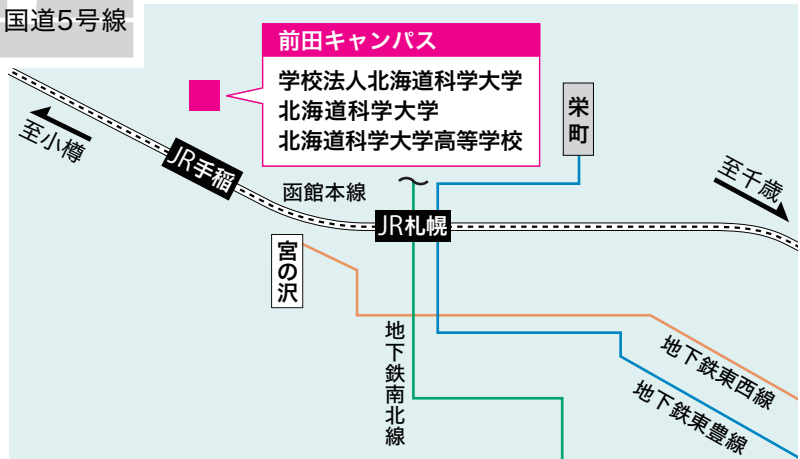 国道5号線
前田キャンパス
学校法人北海道科学大学
北海道科学大学
北海道科学大学高等学校
栄町
至小樽
JR手稲
函館本線
至千歳
JR札幌
宮の沢
地下鉄南北線
地下鉄東西線
地下鉄東豊線